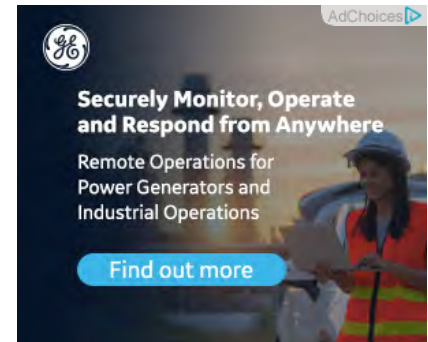 AdChoices
GE
Securely Monitor, Operate
and Respond from Anywhere
Remote Operations for
Power Generators and
Industrial Operations
Find out more